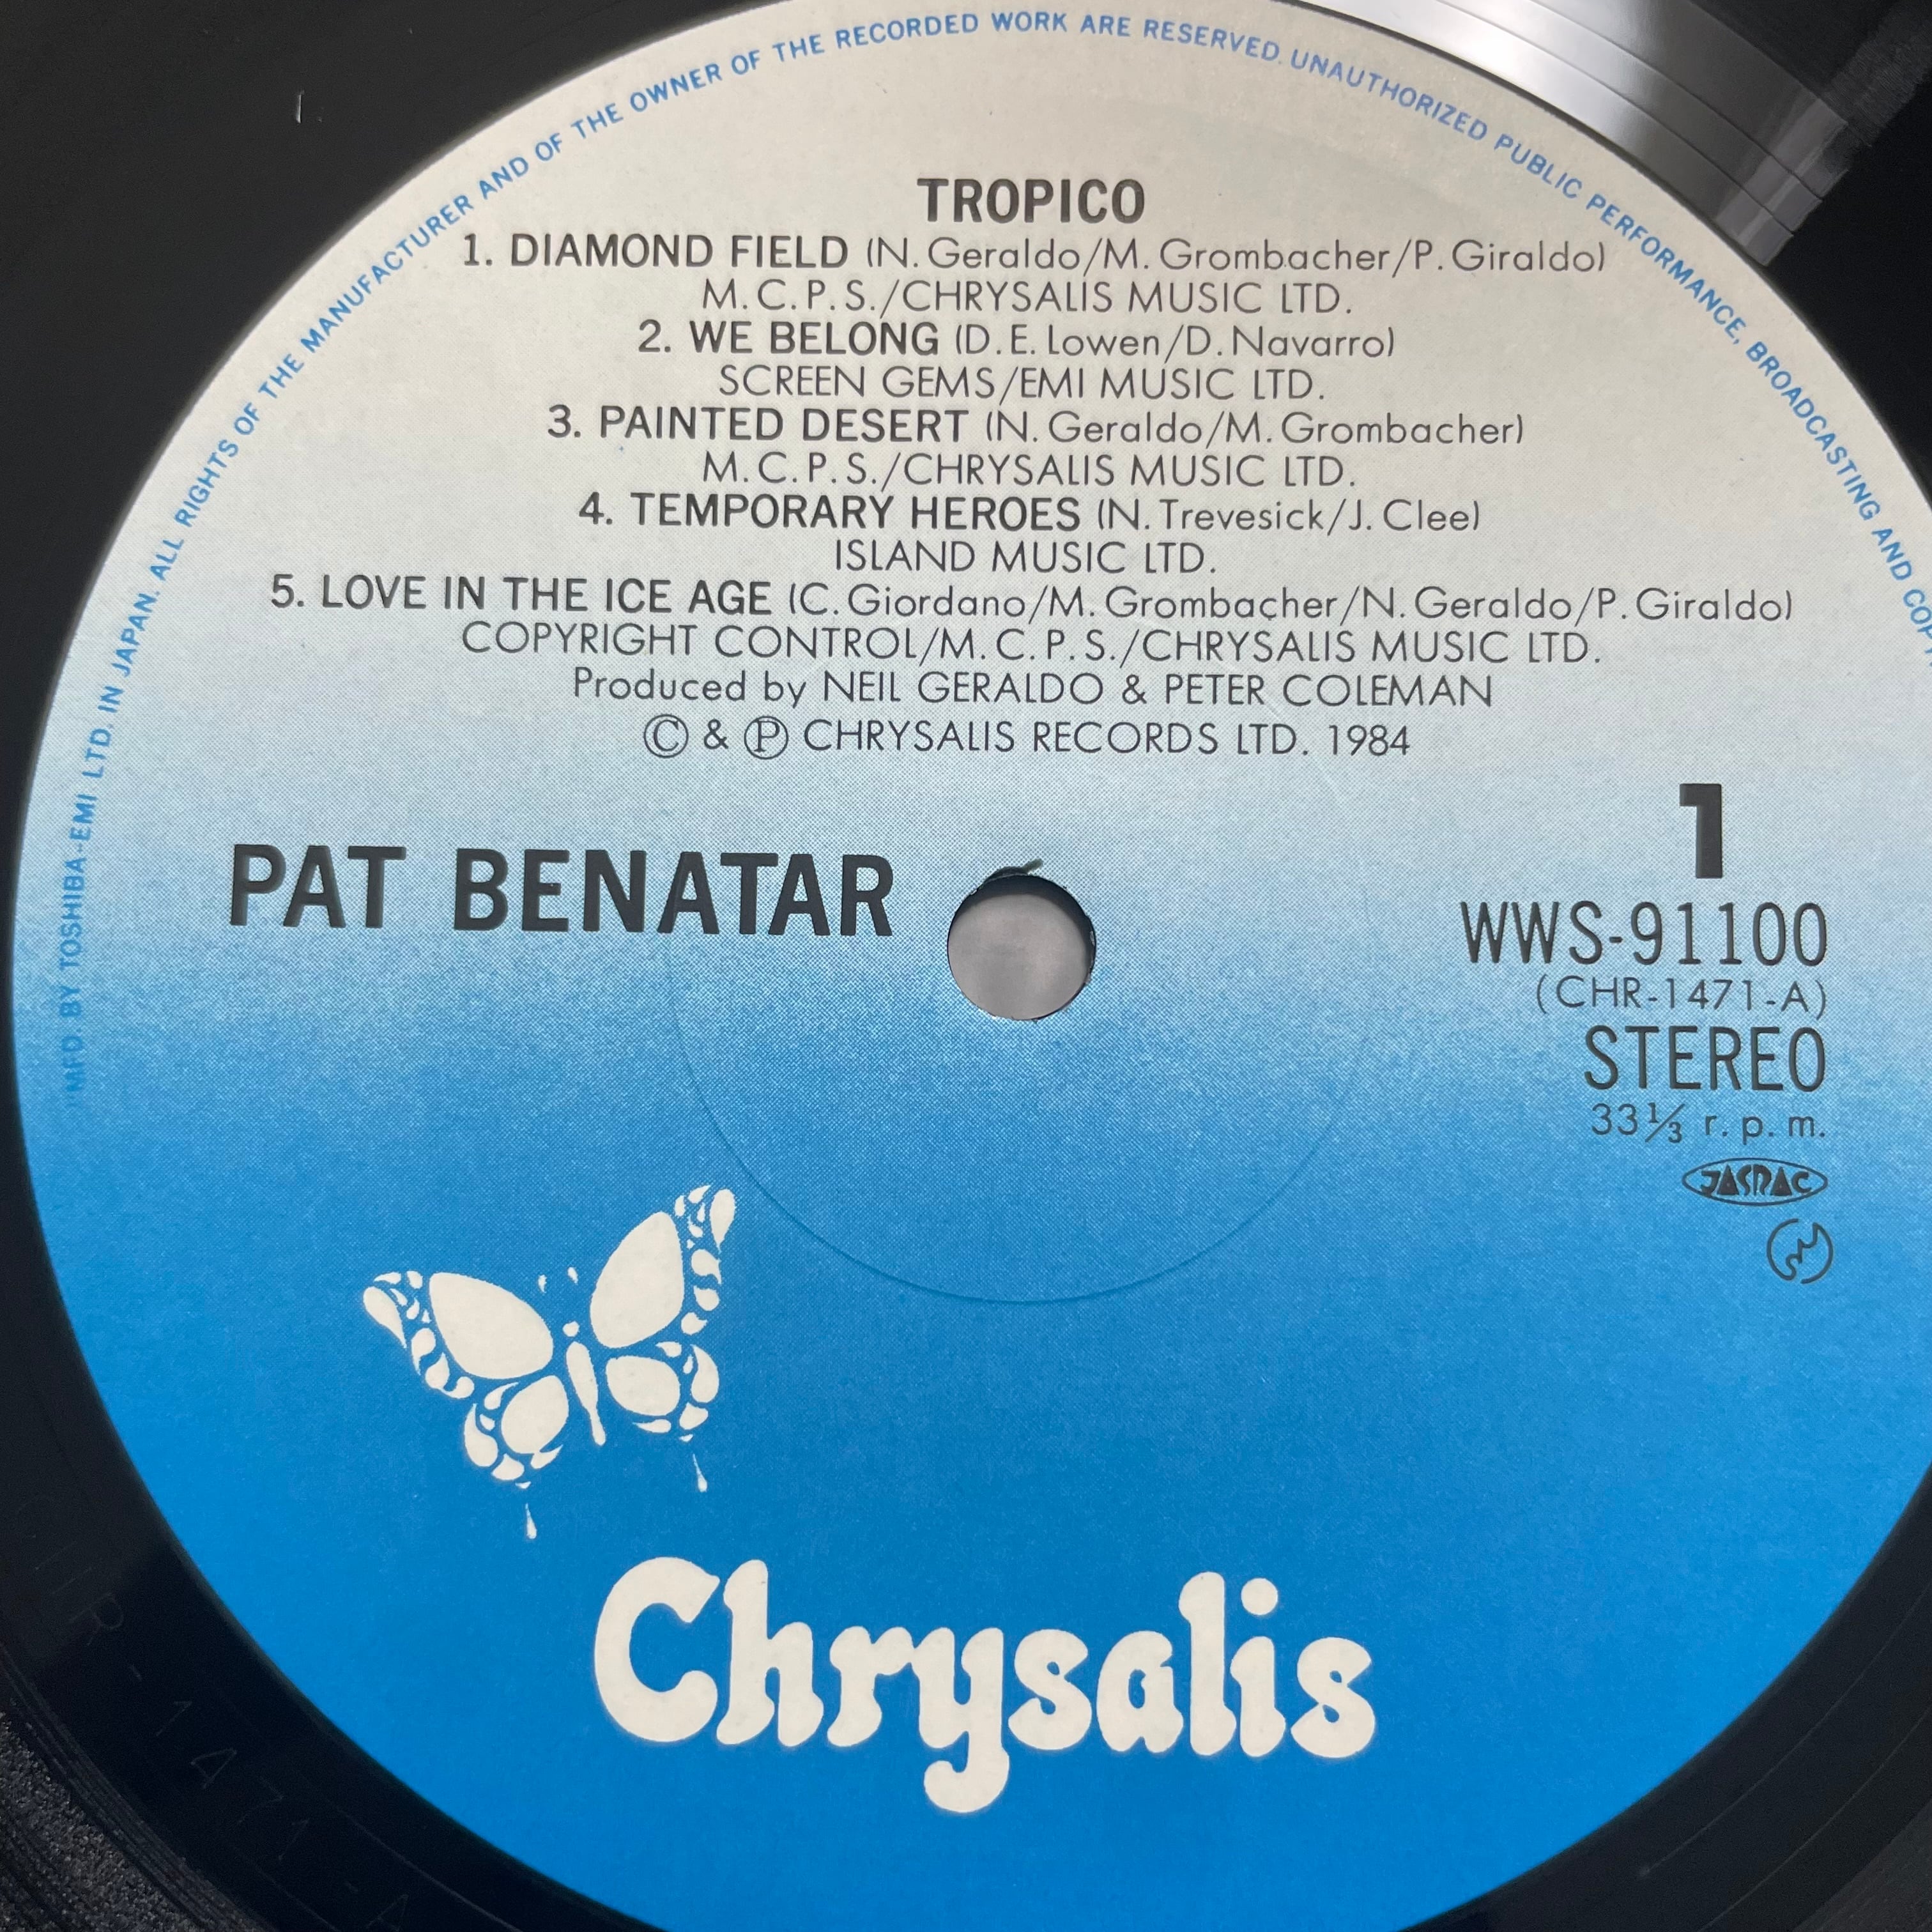 MFD. BY TOSHIBA-EMI LTD. IN JAPAN. ALL RIGHTS OF THE MANUFACTURER AND OF THE OWNER OF THE RECORDED WORK ARE RESERVED. UNAUTHORIZED PUBLIC PERFORMANCE, BROADCASTING AND
TROPICO
1. DIAMOND FIELD (N. Geraldo/M. Grombacher/P. Giraldo)
M.C.P.S./CHRYSALIS MUSIC LTD.
2. WE BELONG (D.E. Lowen/D. Navarro)
SCREEN GEMS/EMI MUSIC LTD.
3. PAINTED DESERT (N. Geraldo/M. Grombacher)
M.C.P.S./CHRYSALIS MUSIC LTD.
4. TEMPORARY HEROES (N. Trevesick/J. Clee)
ISLAND MUSIC LTD.
5. LOVE IN THE ICE AGE (C. Giordano/M. Grombacher/N. Geraldo/P. Giraldo)
COPYRIGHT CONTROL/M.C.P.S./CHRYSALIS MUSIC LTD.
Produced by NEIL GERALDO & PETER COLEMAN
© & ℗ CHRYSALIS RECORDS LTD. 1984
PAT BENATAR
1
WWS-91100
(CHR-1471-A)
STEREO
33⅓ r.p.m.
JASRAC
Chrysalis
CHR-1471-A